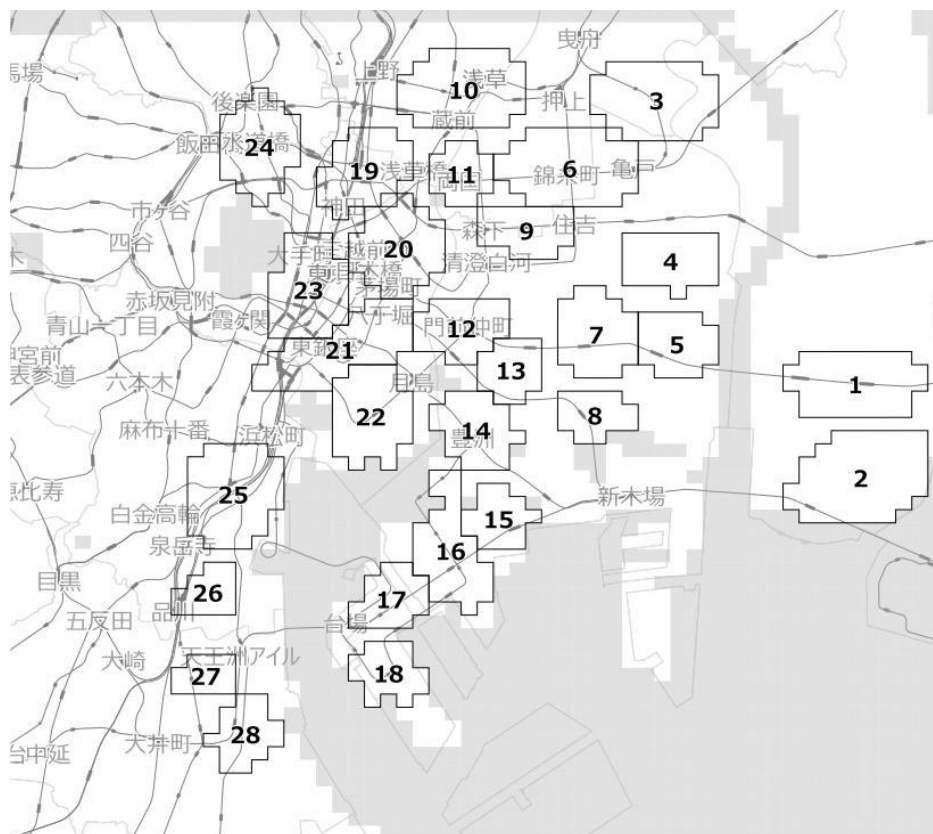 曳舟
上野
浅草
馬場
10
押上
3
後楽園
蔵前
飯田
水道橋
24
19
浅草橋
11
両国
6
錦糸町
亀戸
市ヶ谷
神田
森下
9
住吉
四谷
木
大手町
三越前
20
清澄白河
4
日本橋
茅場町
23
赤坂見附
霞ヶ関
八丁堀
門前仲町
12
7
5
青山一丁目
神宮前
東銀座
21
表参道
月島
13
1
六本木
22
8
麻布十番
浜松町
14
豊洲
2
恵比寿
25
新木場
白金高輪
15
泉岳寺
16
目黒
26
17
品川
五反田
台場
大崎
天王洲アイル
27
18
大井町
28
台中延